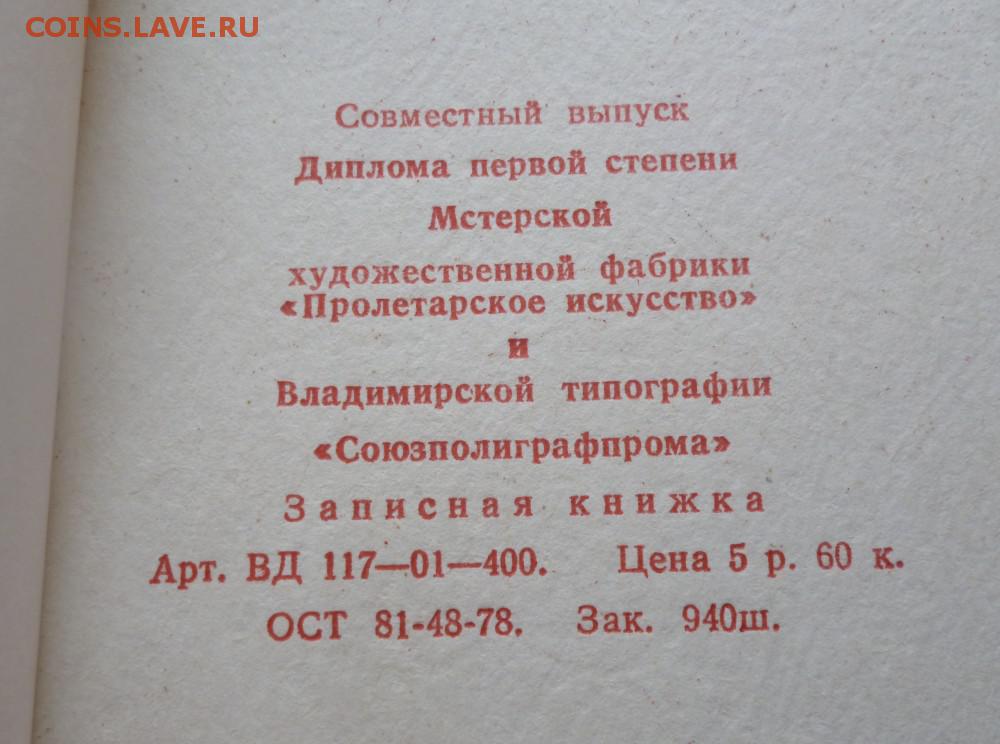 COINS.LAVE.RU
Совместный выпуск
Диплома первой степени
Мстерской
художественной фабрики
«Пролетарское искусство»
и
Владимирской типографии
«Союзполиграфпрома»
Записная книжка
Арт. ВД 117—01—400. Цена 5 р. 60 к.
ОСТ 81-48-78. Зак. 940ш.